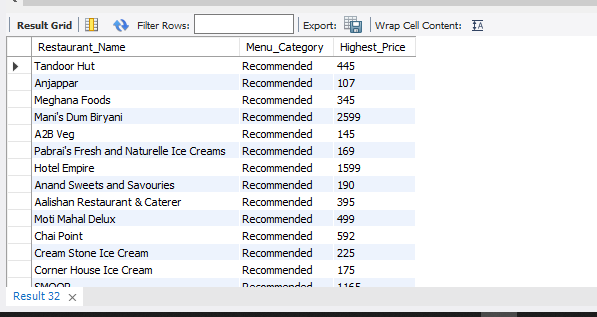 Result Grid Filter Rows: Export: Wrap Cell Content:
Restaurant_Name Menu_Category Highest_Price
Tandoor Hut Recommended 445
Anjappar Recommended 107
Meghana Foods Recommended 345
Mani's Dum Biryani Recommended 2599
A2B Veg Recommended 145
Pabrai's Fresh and Naturelle Ice Creams Recommended 169
Hotel Empire Recommended 1599
Anand Sweets and Savouries Recommended 190
Aalishan Restaurant & Caterer Recommended 395
Moti Mahal Delux Recommended 499
Chai Point Recommended 592
Cream Stone Ice Cream Recommended 225
Corner House Ice Cream Recommended 175
SMOOR Recommended 1165
Result 32